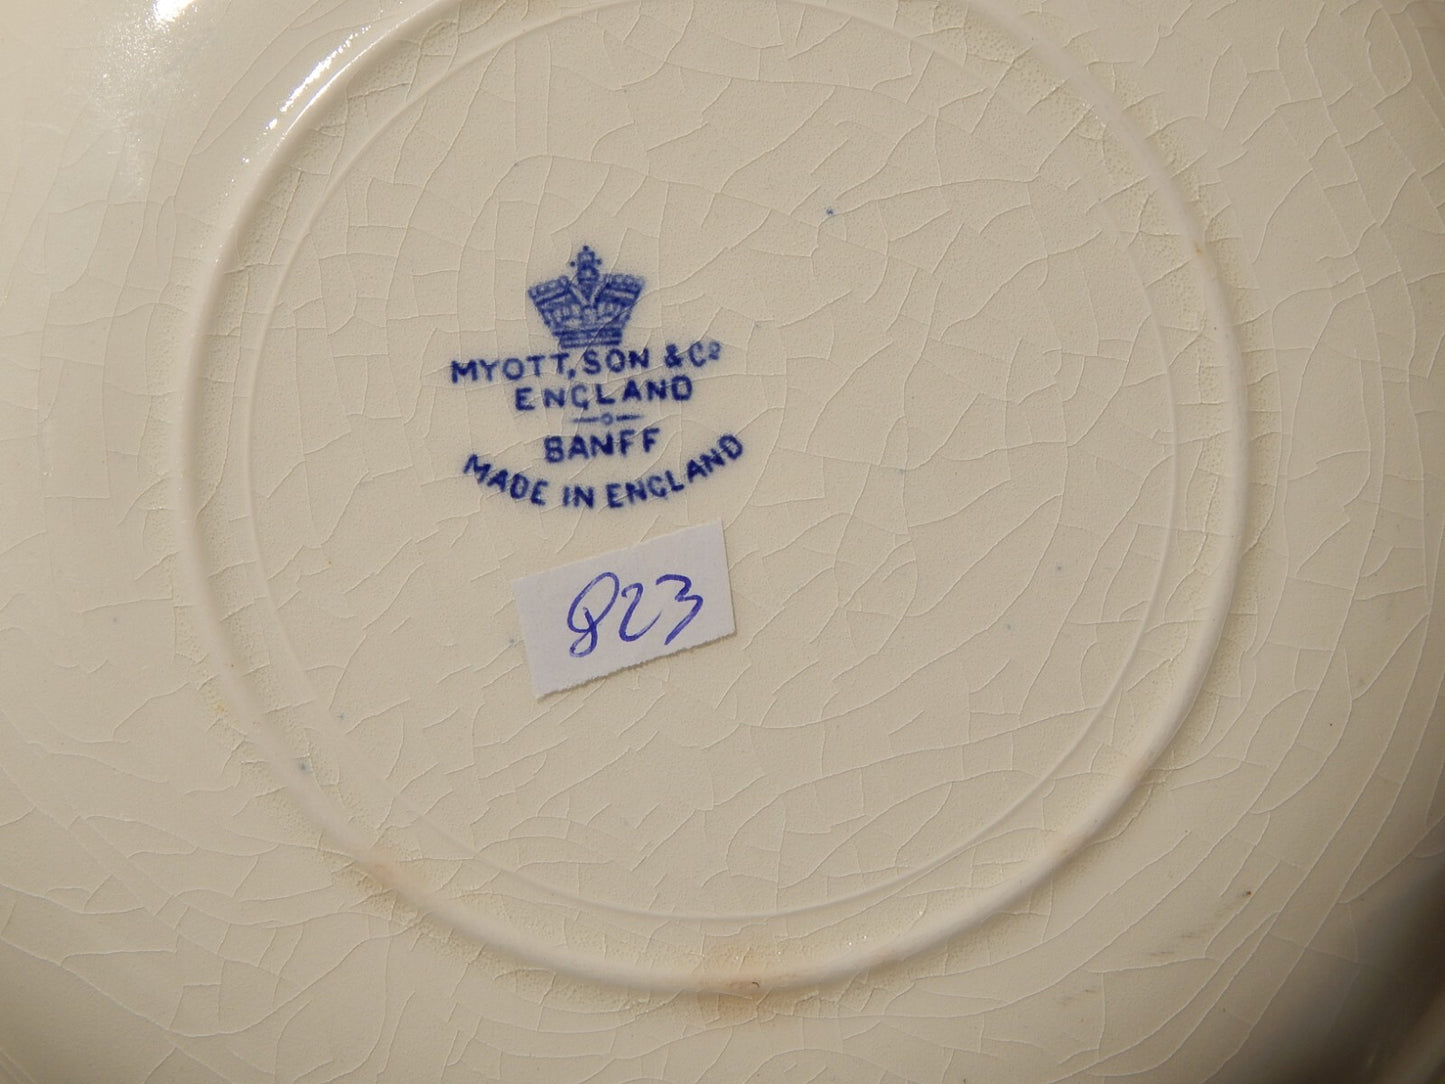 MYOTT, SON & Cº
ENGLAND
BANFF
MADE IN ENGLAND
823